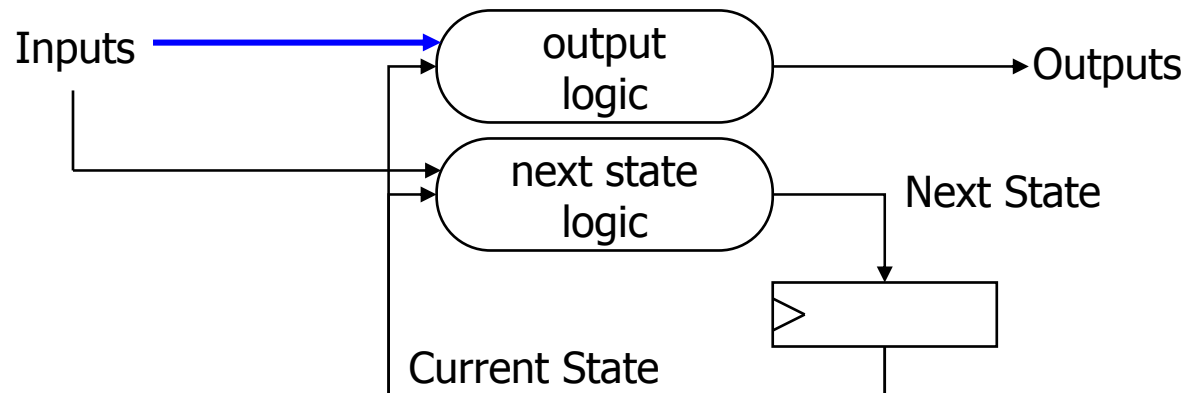 Inputs
output
logic
Outputs
next state
logic
Next State
Current State